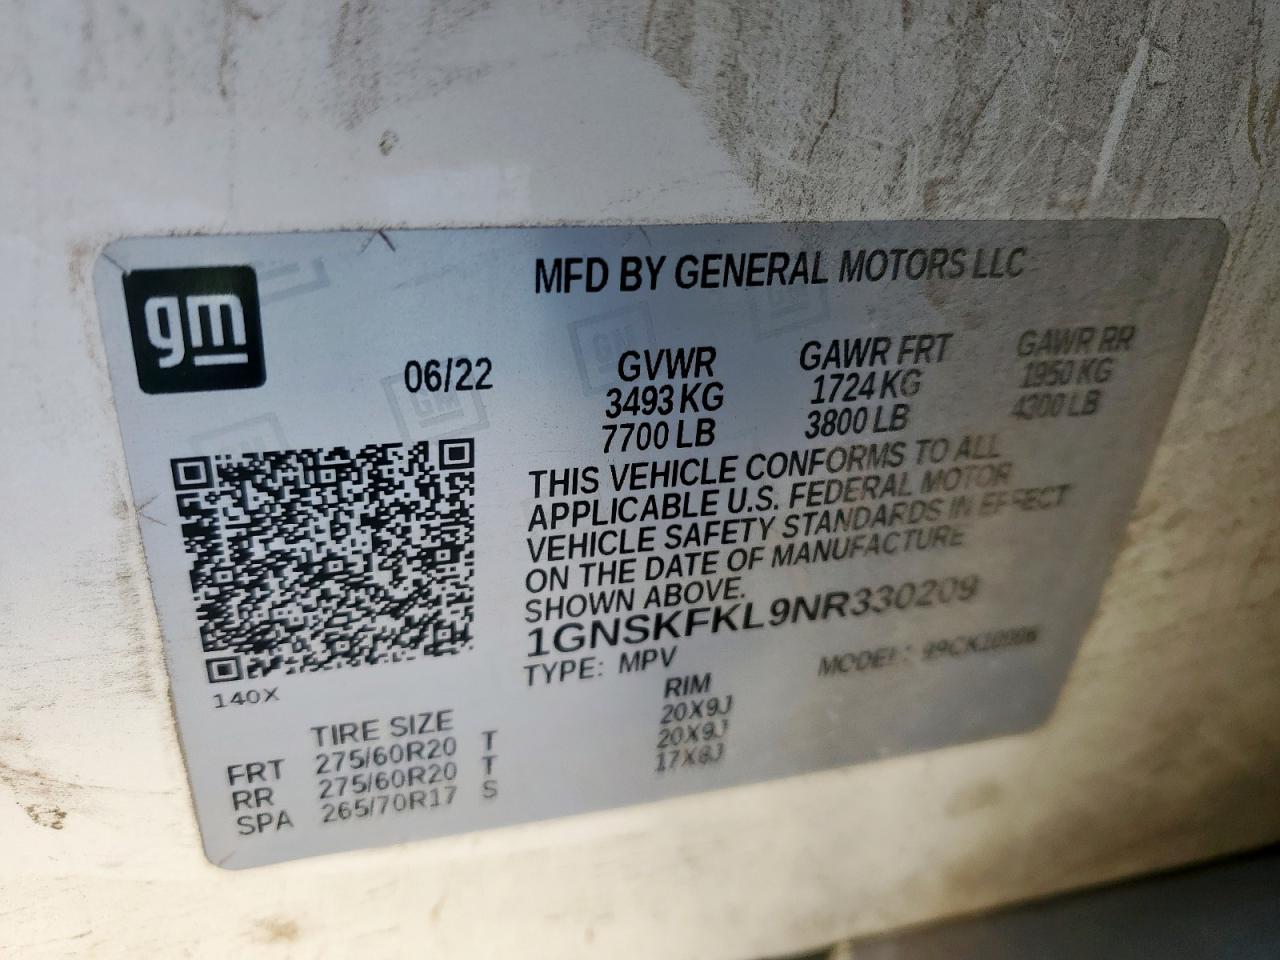 gm
MFD BY GENERAL MOTORS LLC
06/22 GVWR GAWR FRT GAWR RR
3493 KG 1724 KG 1950 KG
7700 LB 3800 LB 4300 LB
THIS VEHICLE CONFORMS TO ALL
APPLICABLE U.S. FEDERAL MOTOR
VEHICLE SAFETY STANDARDS IN EFFECT
ON THE DATE OF MANUFACTURE
SHOWN ABOVE.
1GNSKFKL9NR330209
TYPE: MPV MODEL:
140X
TIRE SIZE RIM
FRT 275/60R20 T 20X9J
RR 275/60R20 T 20X9J
SPA 265/70R17 S 17X8J